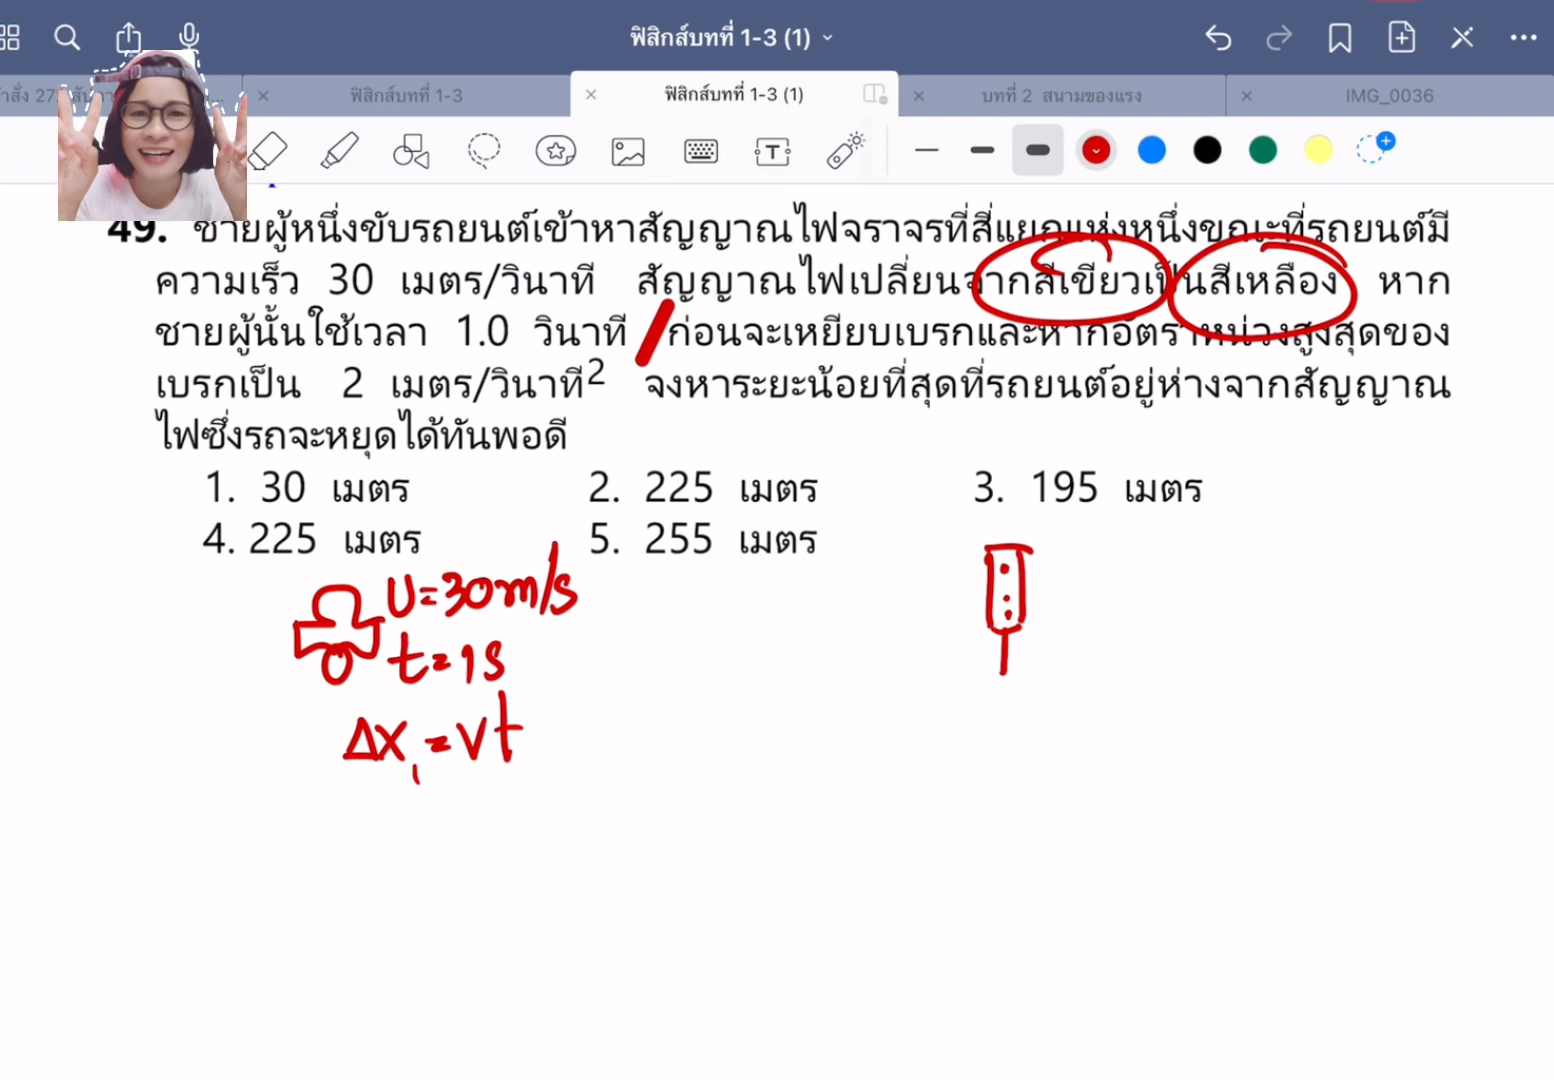 ฟิสิกส์บทที่ 1-3 (1)
ฟิสิกส์บทที่ 1-3
ฟิสิกส์บทที่ 1-3 (1)
บทที่ 2 สนามของแรง
IMG_0036
49. ชายผู้หนึ่งขับรถยนต์เข้าหาสัญญาณไฟจราจรที่สี่แยกแห่งหนึ่งขณะที่รถยนต์มี
ความเร็ว 30 เมตร/วินาที สัญญาณไฟเปลี่ยนจากสีเขียวเป็นสีเหลือง หาก
ชายผู้นั้นใช้เวลา 1.0 วินาที ก่อนจะเหยียบเบรกและหากอัตราหน่วงสูงสุดของ
เบรกเป็น 2 เมตร/วินาที² จงหาระยะน้อยที่สุดที่รถยนต์อยู่ห่างจากสัญญาณ
ไฟซึ่งรถจะหยุดได้ทันพอดี
1. 30 เมตร 2. 225 เมตร 3. 195 เมตร
4. 225 เมตร 5. 255 เมตร
U=30m/s
t=1s
Δx₁=vt